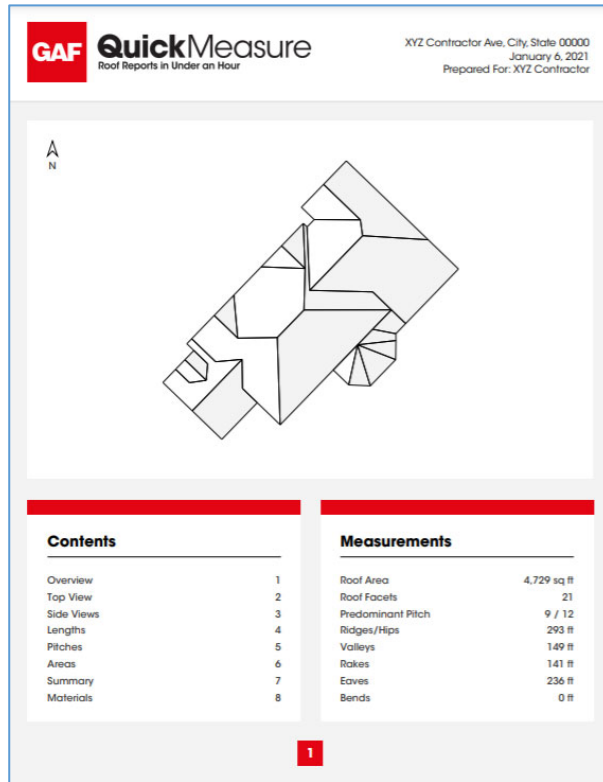 GAF
QuickMeasure
Roof Reports in Under an Hour
XYZ Contractor Ave, City, State 00000
January 6, 2021
Prepared For: XYZ Contractor
N
Contents
Overview 1
Top View 2
Side Views 3
Lengths 4
Pitches 5
Areas 6
Summary 7
Materials 8
Measurements
Roof Area 4,729 sq ft
Roof Facets 21
Predominant Pitch 9 / 12
Ridges/Hips 293 ft
Valleys 149 ft
Rakes 141 ft
Eaves 236 ft
Bends 0 ft
1